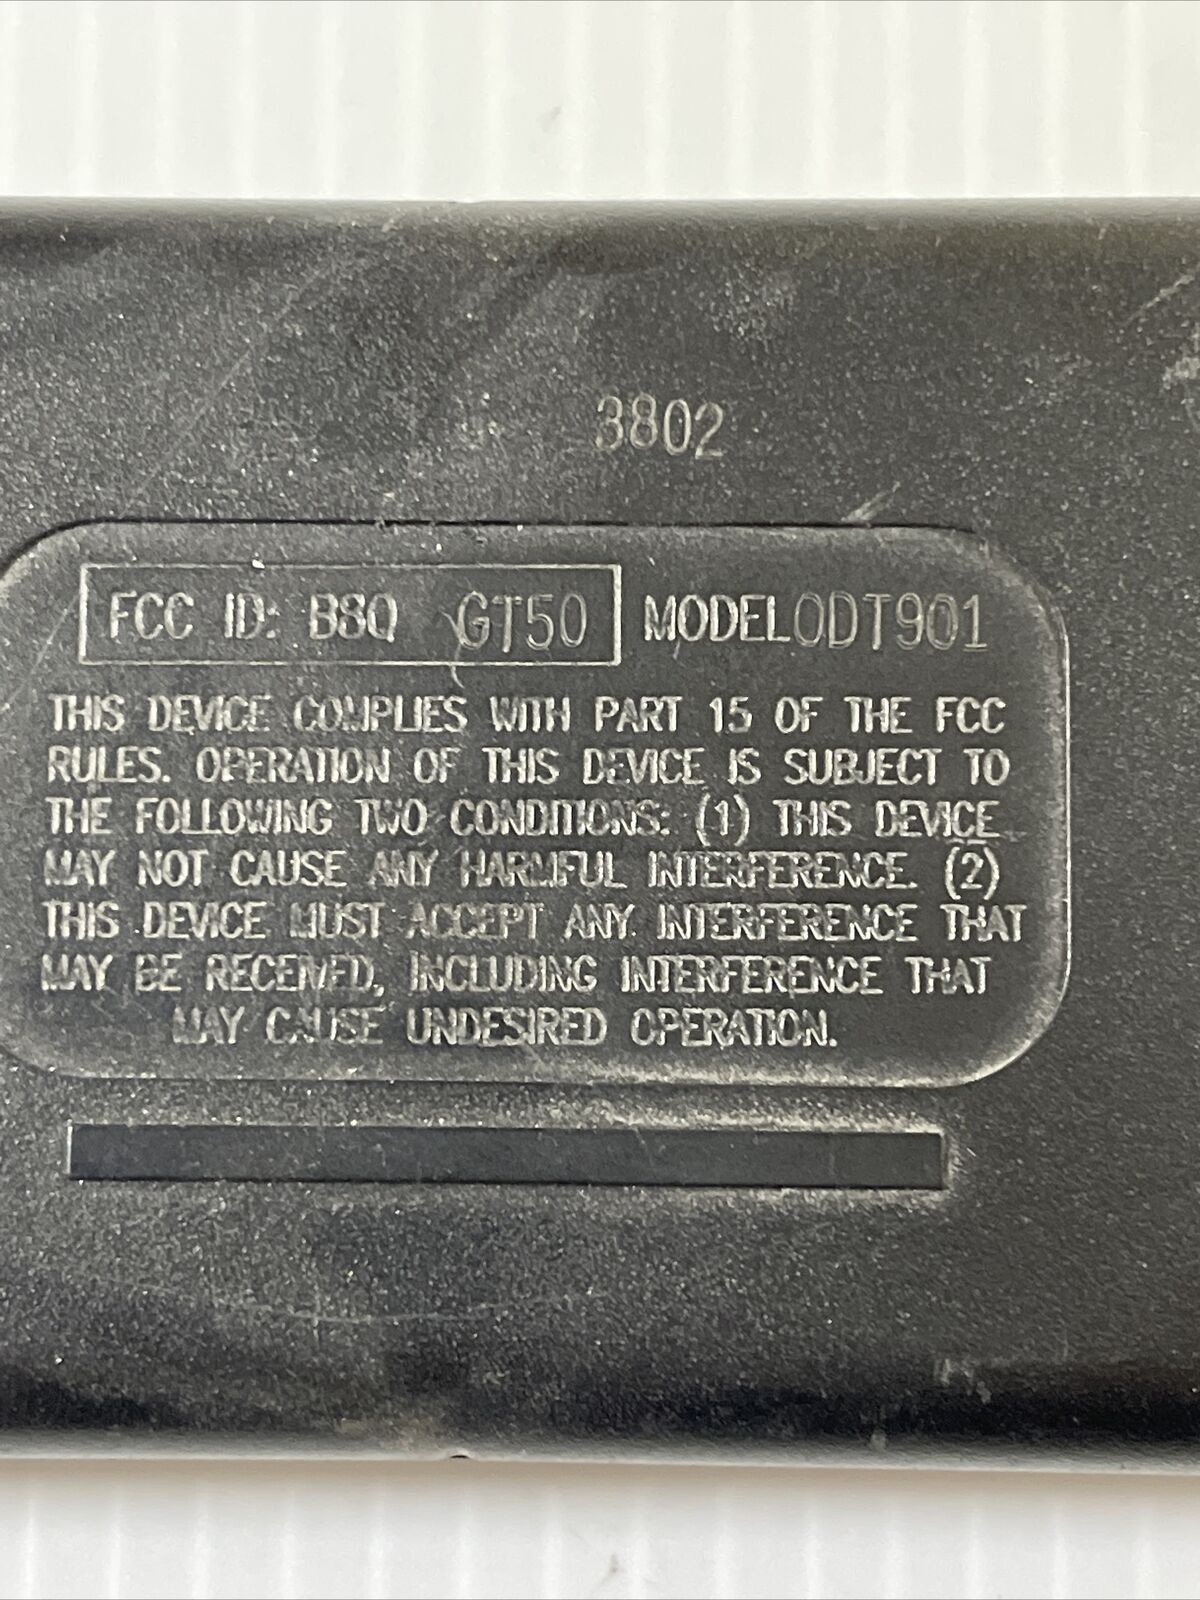 3802
FCC ID: B8Q GT50 MODEL ODT901
THIS DEVICE COMPLIES WITH PART 15 OF THE FCC
RULES. OPERATION OF THIS DEVICE IS SUBJECT TO
THE FOLLOWING TWO CONDITIONS: (1) THIS DEVICE
MAY NOT CAUSE ANY HARMFUL INTERFERENCE. (2)
THIS DEVICE MUST ACCEPT ANY INTERFERENCE THAT
MAY BE RECEIVED, INCLUDING INTERFERENCE THAT
MAY CAUSE UNDESIRED OPERATION.